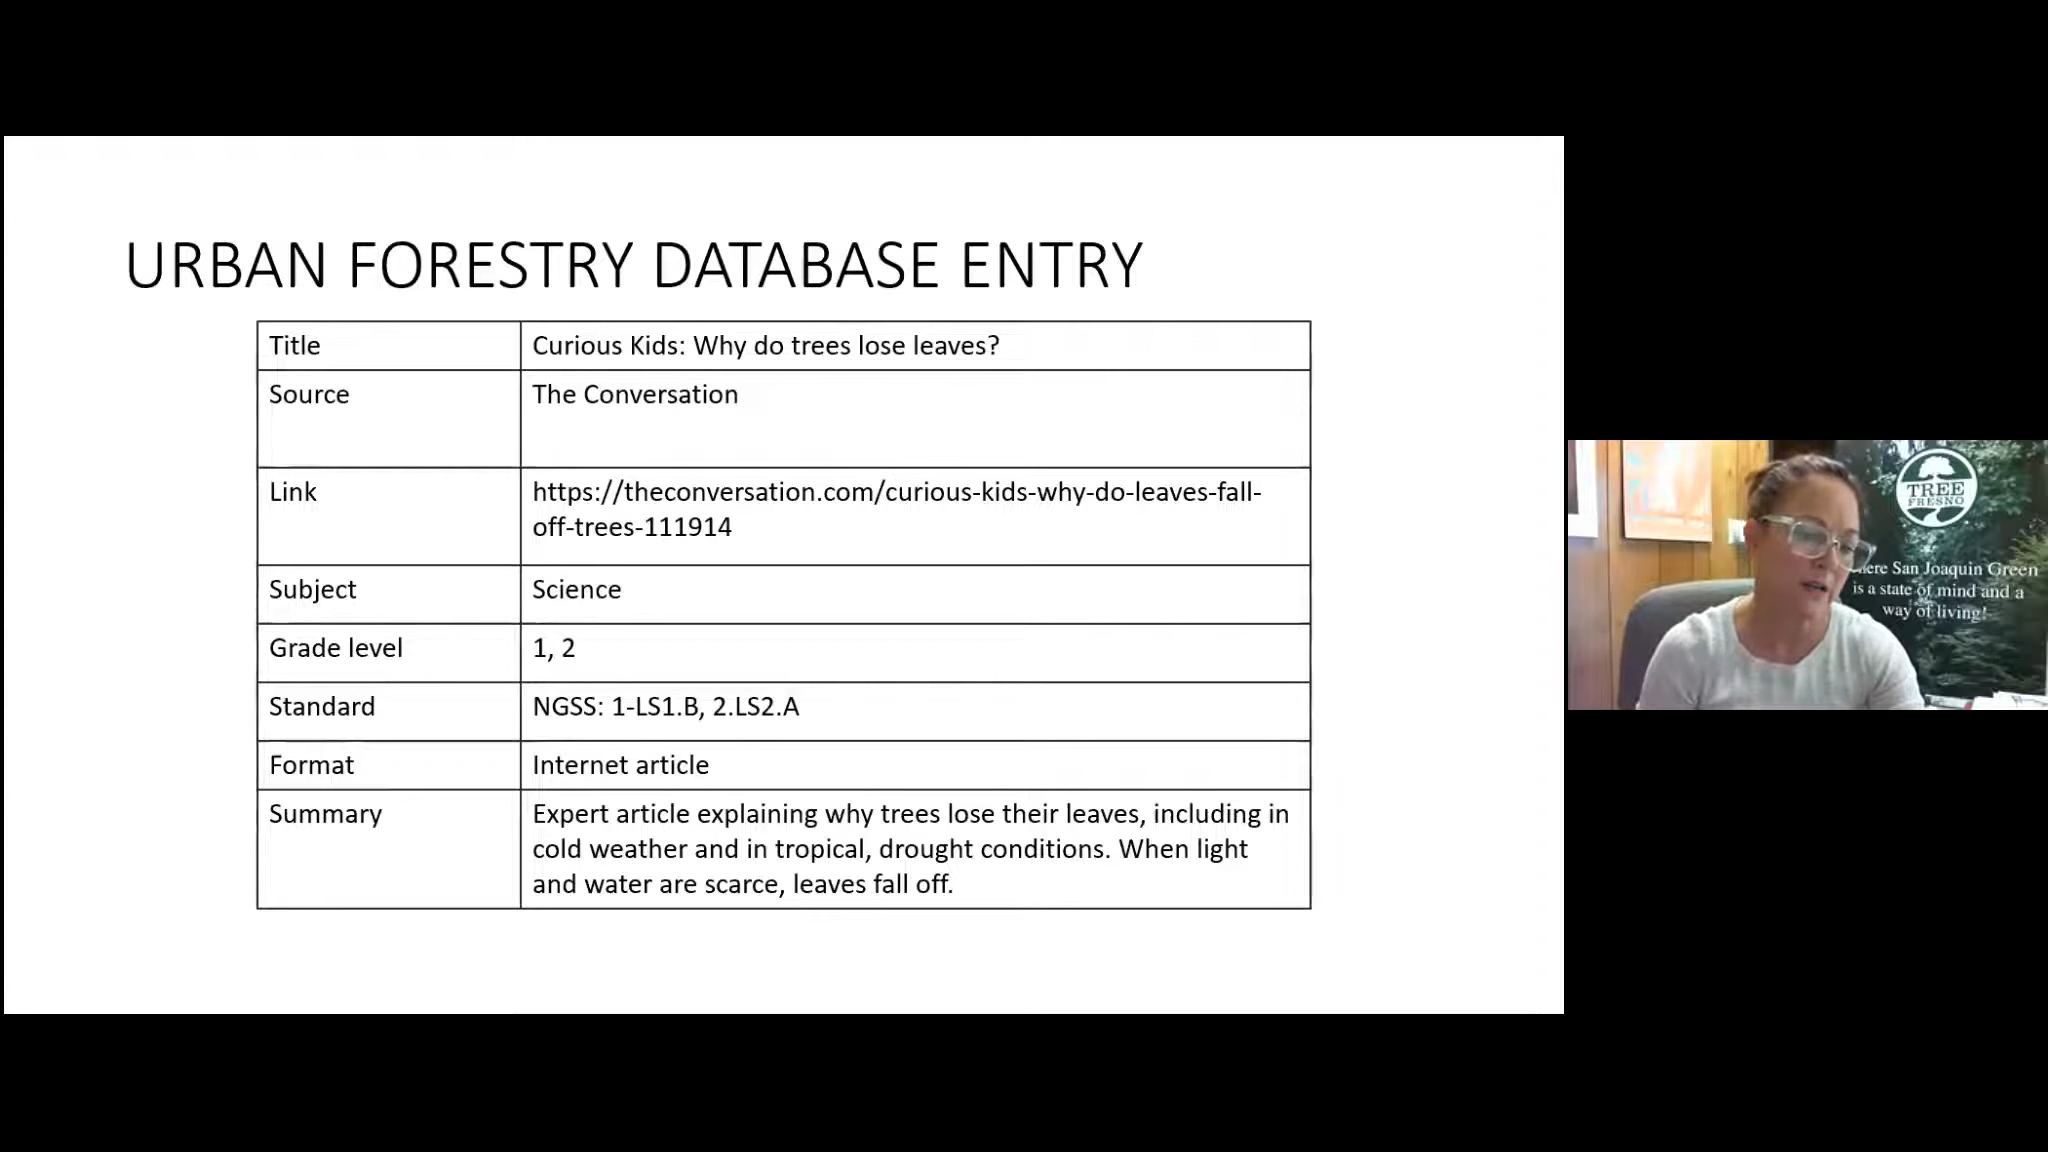 URBAN FORESTRY DATABASE ENTRY
Title
Curious Kids: Why do trees lose leaves?
Source
The Conversation
Link
https://theconversation.com/curious-kids-why-do-leaves-fall-
off-trees-111914
Subject
Science
Grade level
1, 2
Standard
NGSS: 1-LS1.B, 2.LS2.A
Format
Internet article
Summary
Expert article explaining why trees lose their leaves, including in
cold weather and in tropical, drought conditions. When light
and water are scarce, leaves fall off.
TREE
FRESNO
San Joaquin Green
is a state of mind and a
way of living!